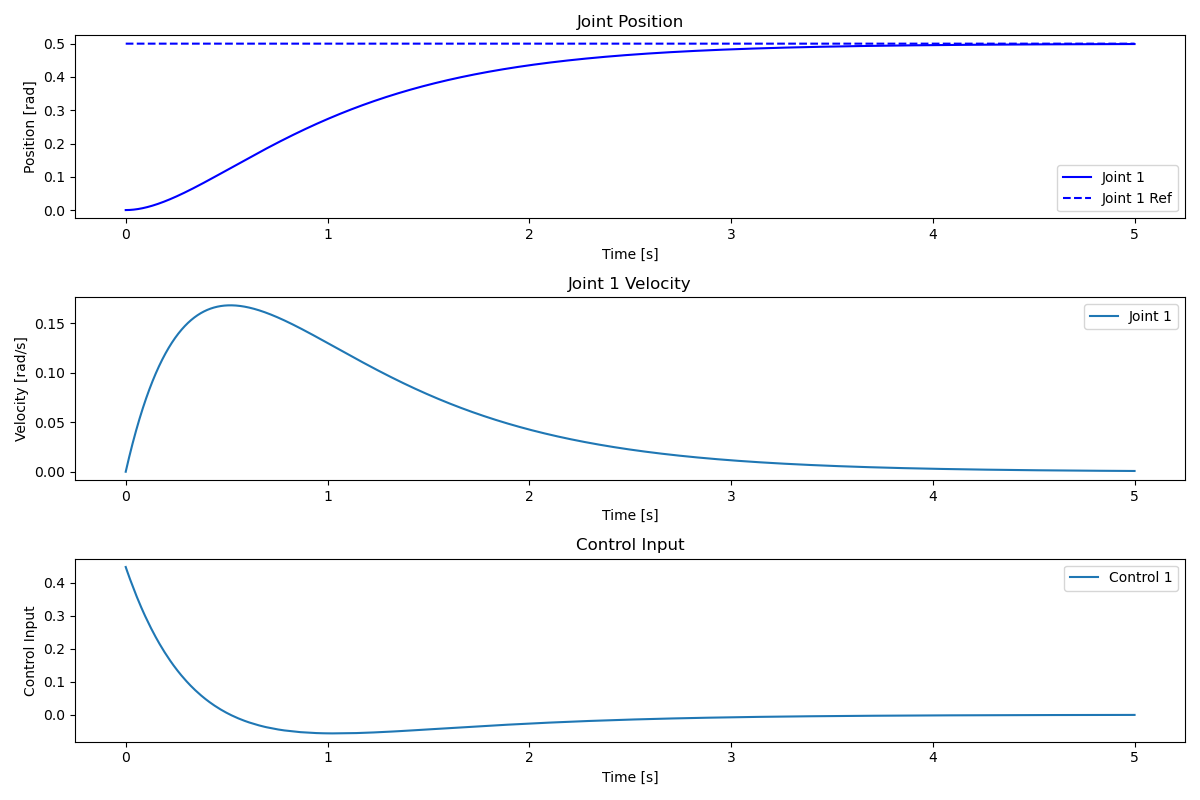 Joint Position
Position [rad]
0.5
0.4
0.3
0.2
0.1
0.0
Joint 1
Joint 1 Ref
0 1 2 3 4 5
Time [s]
Joint 1 Velocity
Velocity [rad/s]
0.15
0.10
0.05
0.00
Joint 1
0 1 2 3 4 5
Time [s]
Control Input
Control Input
0.4
0.3
0.2
0.1
0.0
Control 1
0 1 2 3 4 5
Time [s]